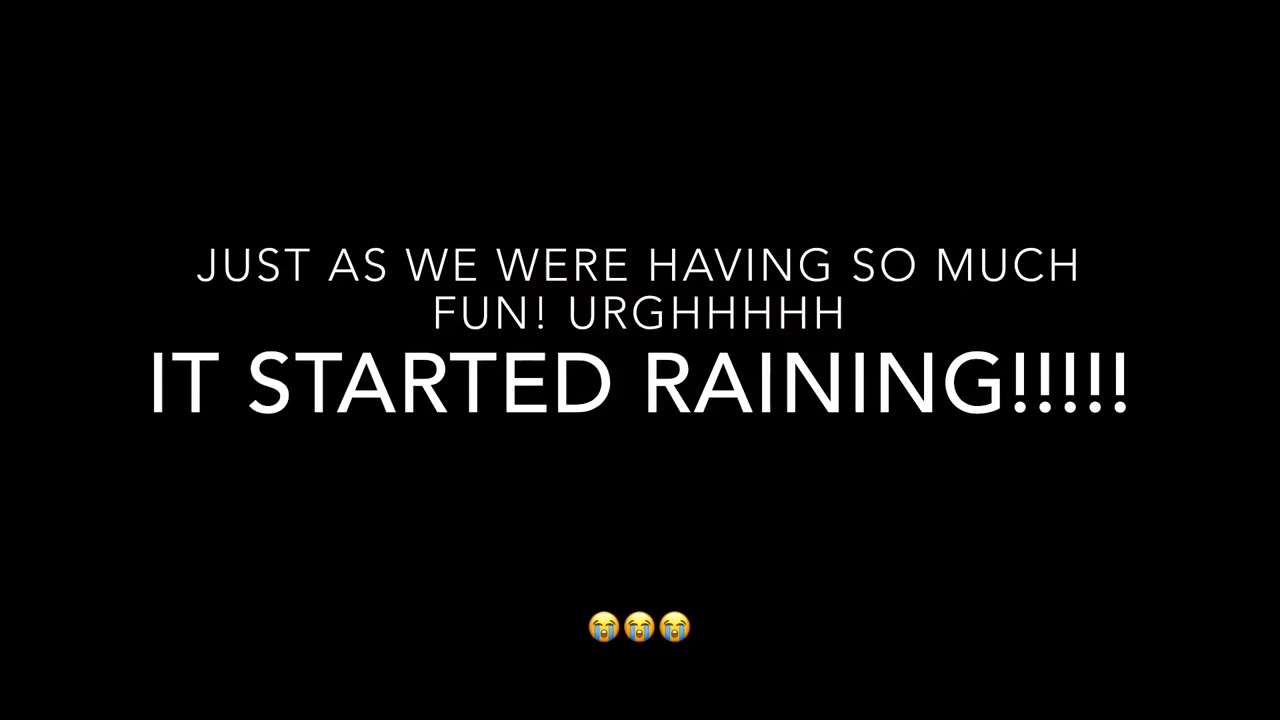 JUST AS WE WERE HAVING SO MUCH
FUN! URGHHHHH
IT STARTED RAINING!!!!!
😭😭😭